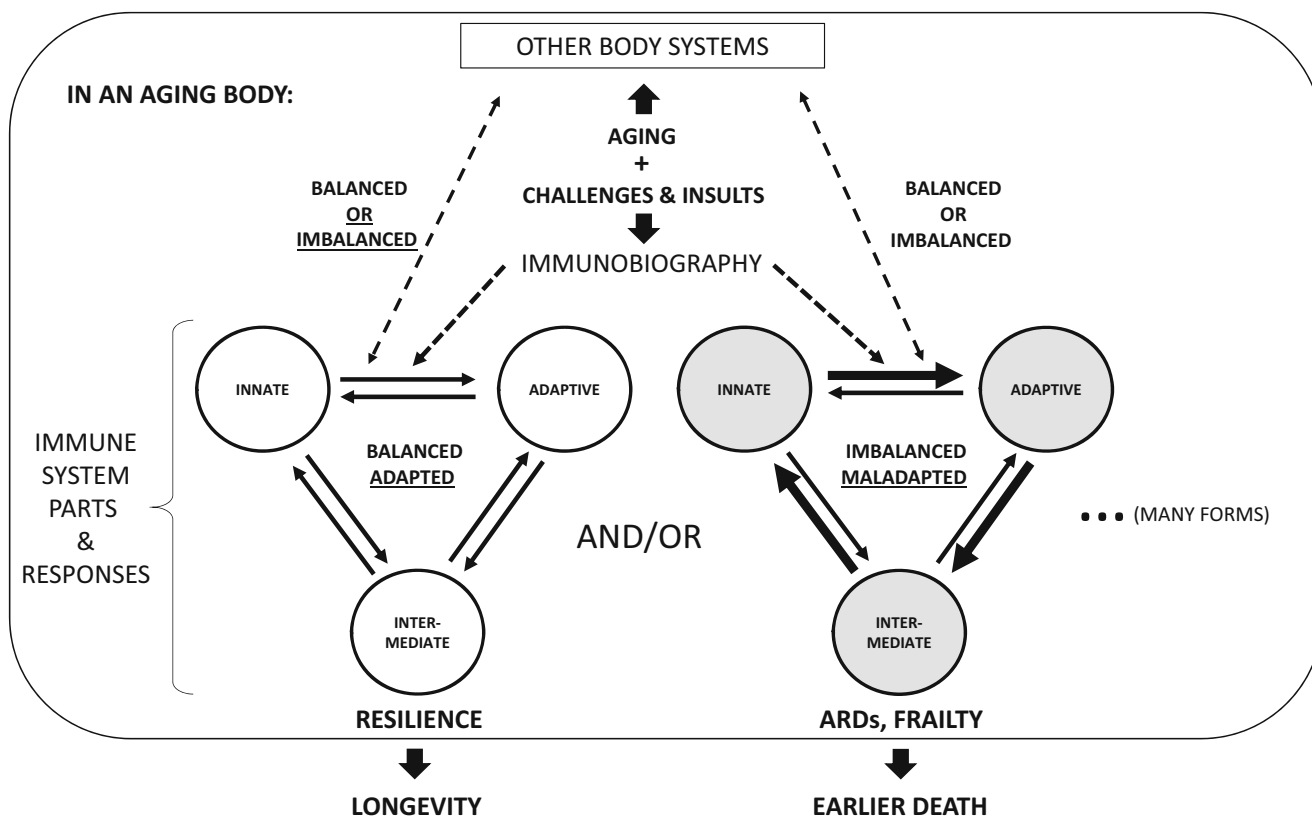 OTHER BODY SYSTEMS
IN AN AGING BODY:
AGING
+
CHALLENGES & INSULTS
BALANCED
OR
IMBALANCED
BALANCED
OR
IMBALANCED
IMMUNOBIOGRAPHY
IMMUNE
SYSTEM
PARTS
&
RESPONSES
INNATE
ADAPTIVE
BALANCED
ADAPTED
INTER-
MEDIATE
AND/OR
INNATE
ADAPTIVE
IMBALANCED
MALADAPTED
INTER-
MEDIATE
••• (MANY FORMS)
RESILIENCE
ARDs, FRAILTY
LONGEVITY
EARLIER DEATH